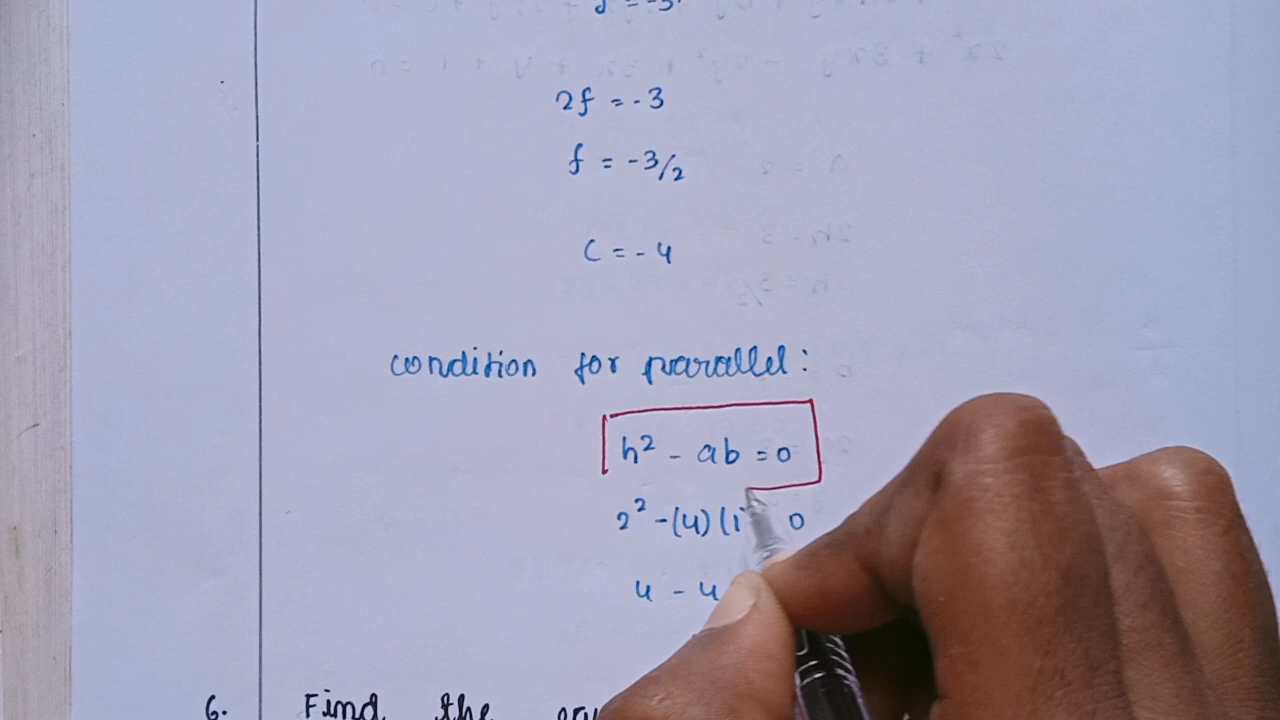 2f = -3
f = -3/2
C = -4
condition for parallel:
h² - ab = 0
2² - (4) (1 0
4 - 4
6. Find the